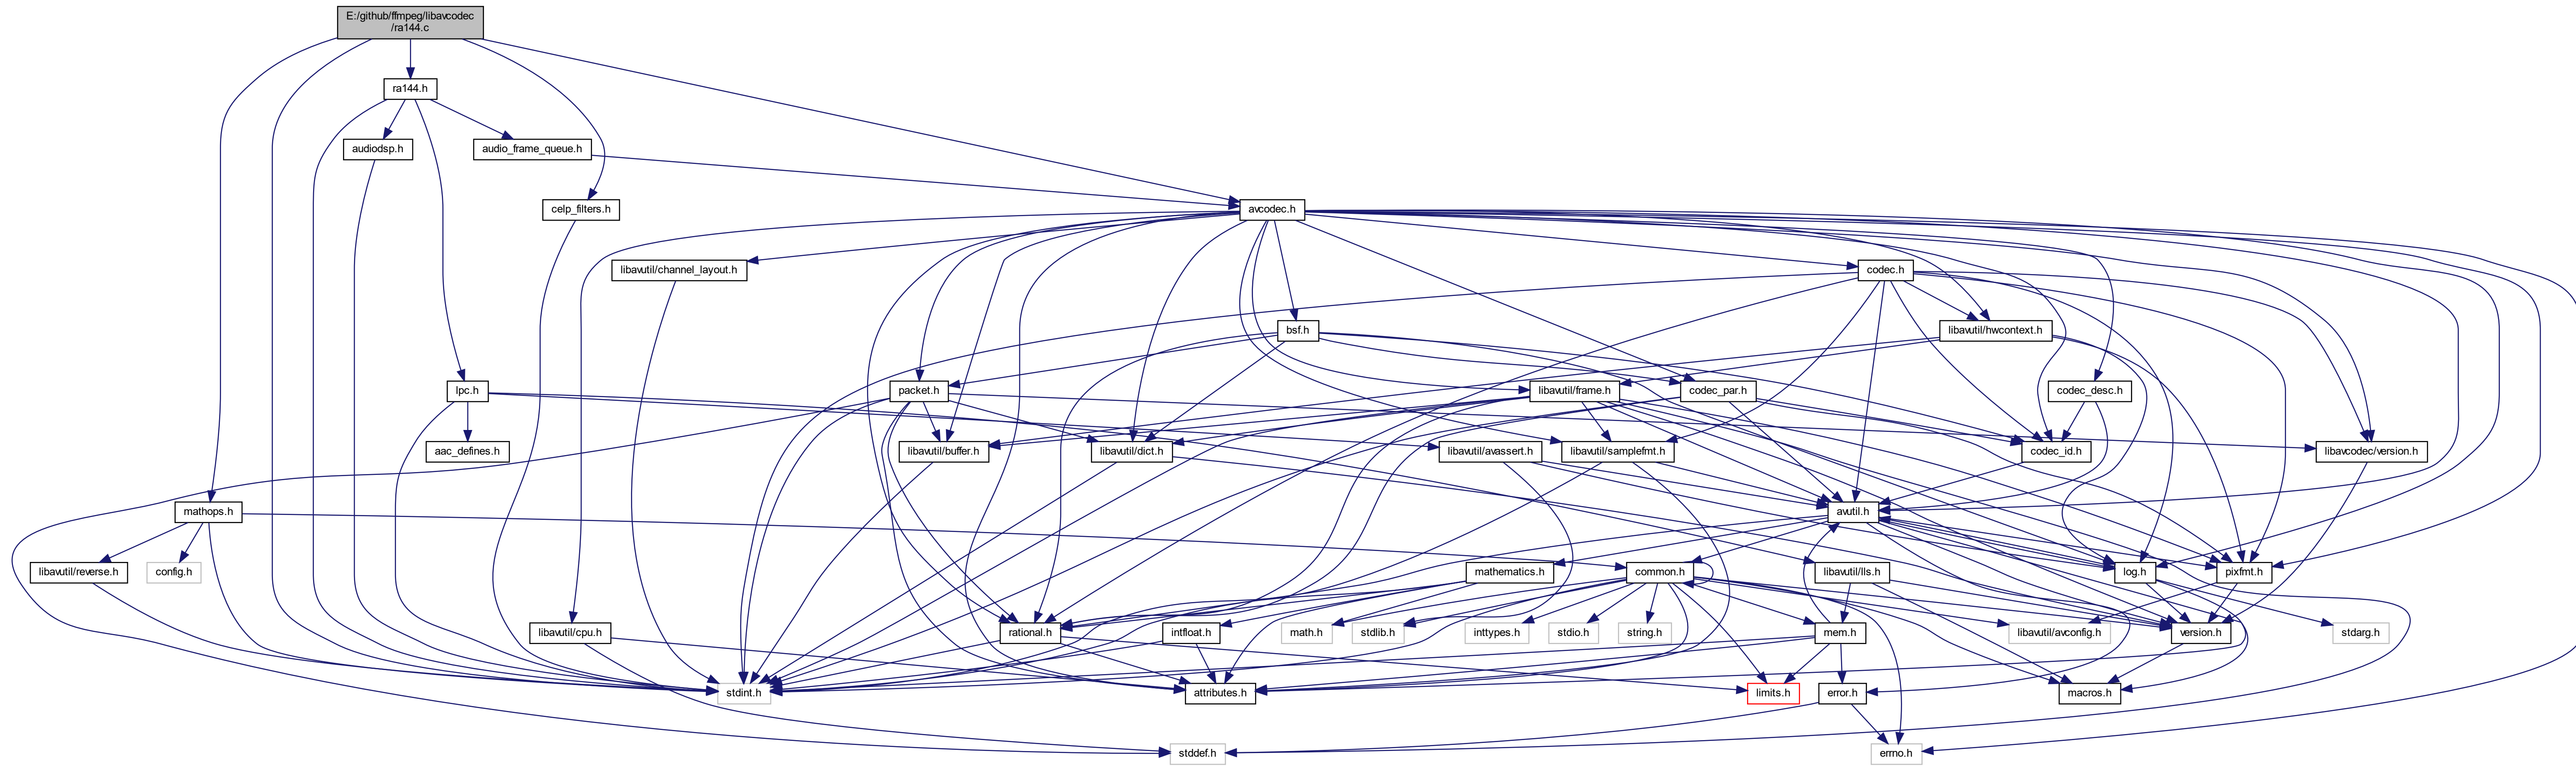 E:/github/ffmpeg/libavcodec
/ra144.c
ra144.h
audiodsp.h
audio_frame_queue.h
celp_filters.h
avcodec.h
libavutil/channel_layout.h
codec.h
bsf.h
libavutil/hwcontext.h
lpc.h
packet.h
libavutil/frame.h
codec_par.h
codec_desc.h
aac_defines.h
libavutil/buffer.h
libavutil/dict.h
libavutil/avassert.h
libavutil/samplefmt.h
codec_id.h
libavcodec/version.h
mathops.h
avutil.h
libavutil/reverse.h
config.h
mathematics.h
common.h
libavutil/lls.h
log.h
pixfmt.h
libavutil/cpu.h
rational.h
intfloat.h
math.h
stdlib.h
inttypes.h
stdio.h
string.h
mem.h
libavutil/avconfig.h
version.h
stdarg.h
stdint.h
attributes.h
limits.h
error.h
macros.h
stddef.h
errno.h